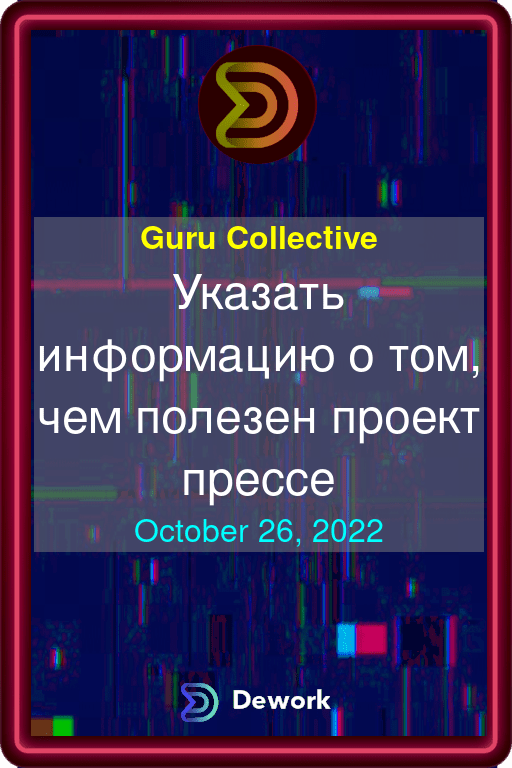 Guru Collective
Указать
информацию о том,
чем полезен проект
прессе
October 26, 2022
Dework